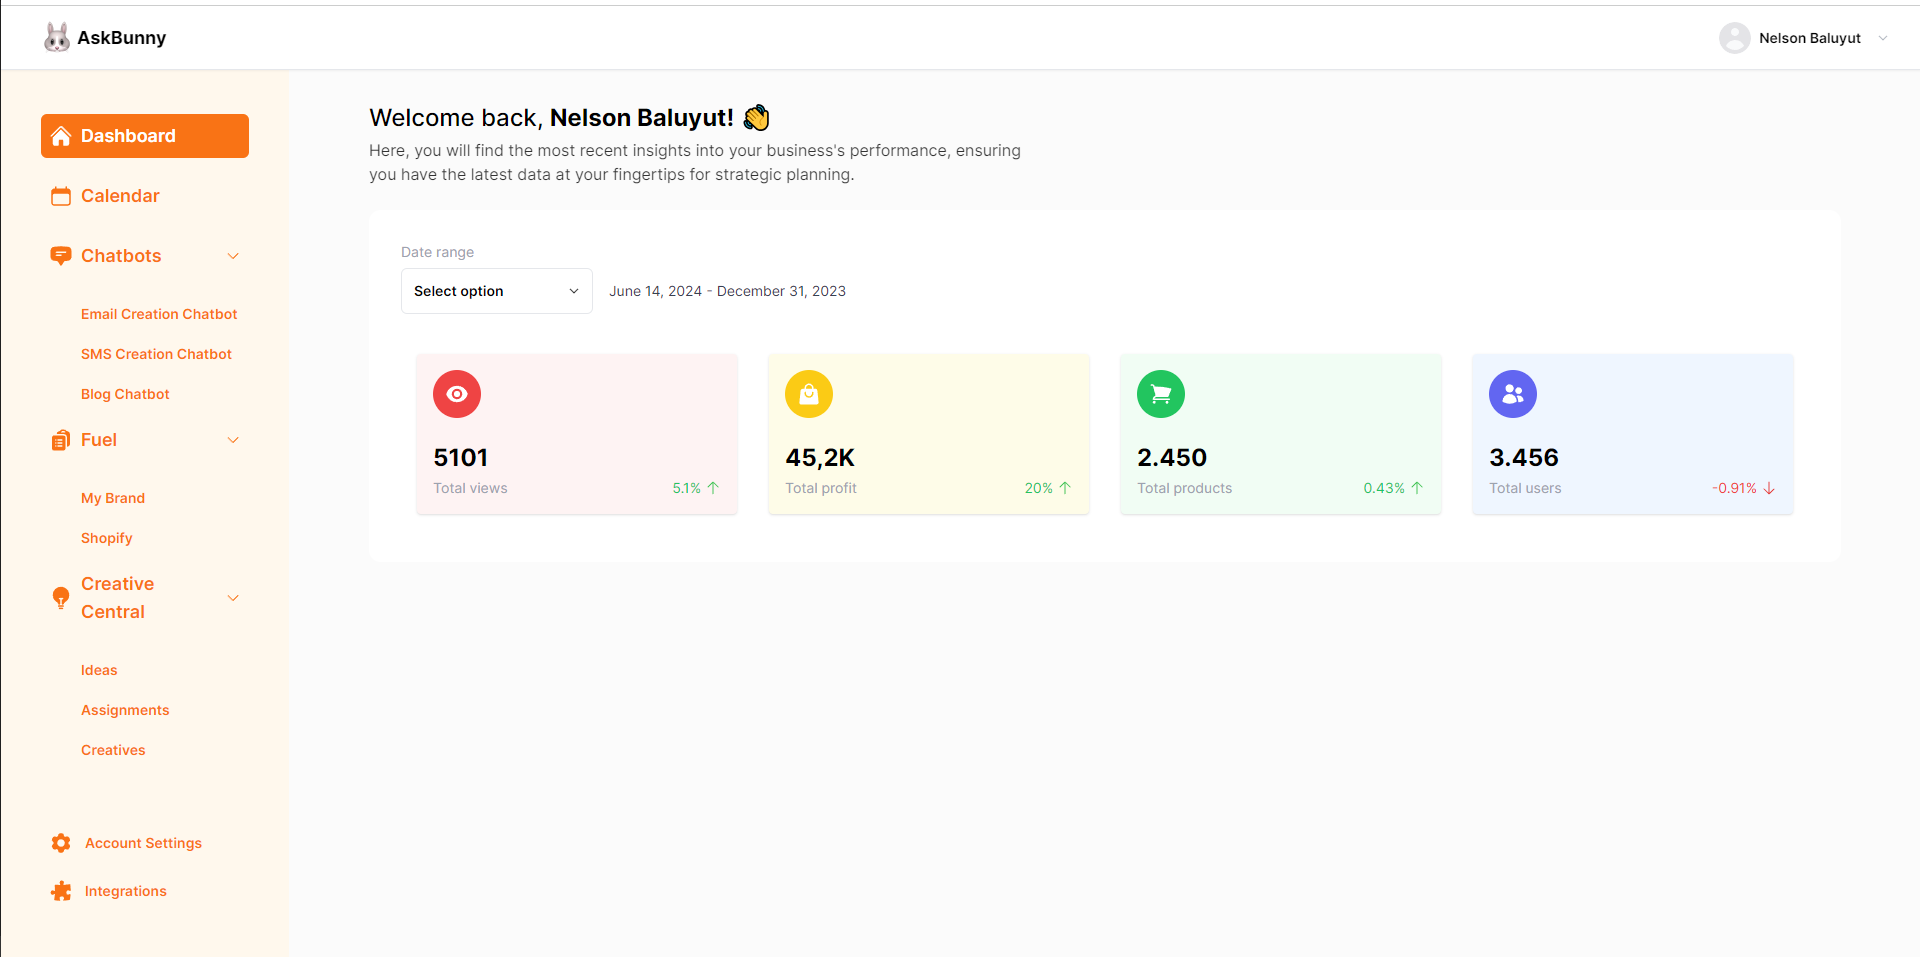 AskBunny
Nelson Baluyut
Dashboard
Calendar
Chatbots
Email Creation Chatbot
SMS Creation Chatbot
Blog Chatbot
Fuel
My Brand
Shopify
Creative
Central
Ideas
Assignments
Creatives
Account Settings
Integrations
Welcome back, Nelson Baluyut! 👋
Here, you will find the most recent insights into your business's performance, ensuring
you have the latest data at your fingertips for strategic planning.
Date range
Select option
June 14, 2024 - December 31, 2023
5101
Total views
5.1% ↑
45,2K
Total profit
20% ↑
2.450
Total products
0.43% ↑
3.456
Total users
-0.91% ↓